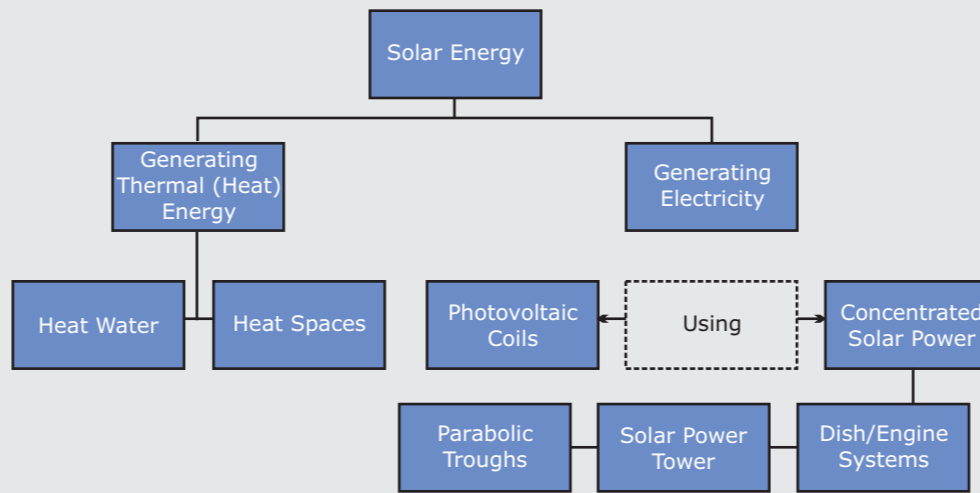 Solar Energy
Generating
Thermal (Heat)
Energy
Generating
Electricity
Heat Water
Heat Spaces
Photovoltaic
Coils
Using
Concentrated
Solar Power
Parabolic
Troughs
Solar Power
Tower
Dish/Engine
Systems